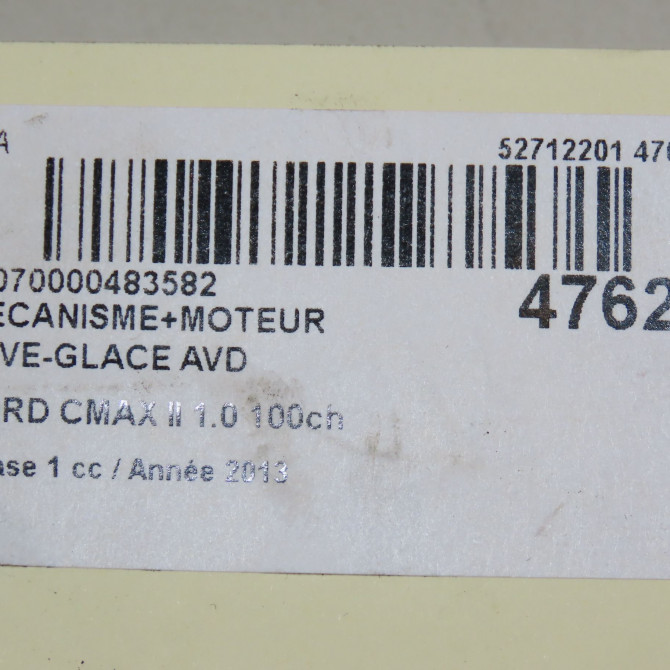 A
52712201 476
070000483582
4762
ECANISME+MOTEUR
VE-GLACE AVD
RD CMAX II 1.0 100ch
ase 1 cc / Année 2013